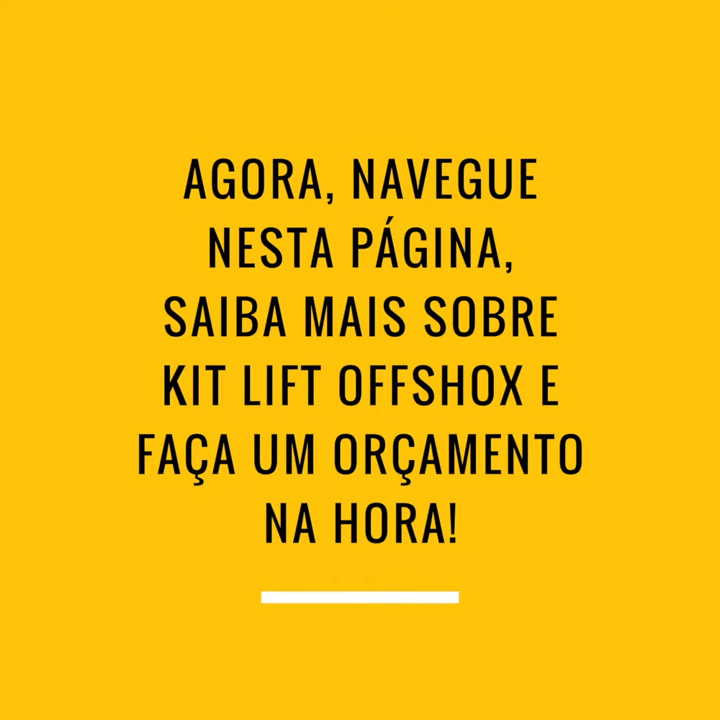 AGORA, NAVEGUE
NESTA PÁGINA,
SAIBA MAIS SOBRE
KIT LIFT OFFSHOX E
FAÇA UM ORÇAMENTO
NA HORA!